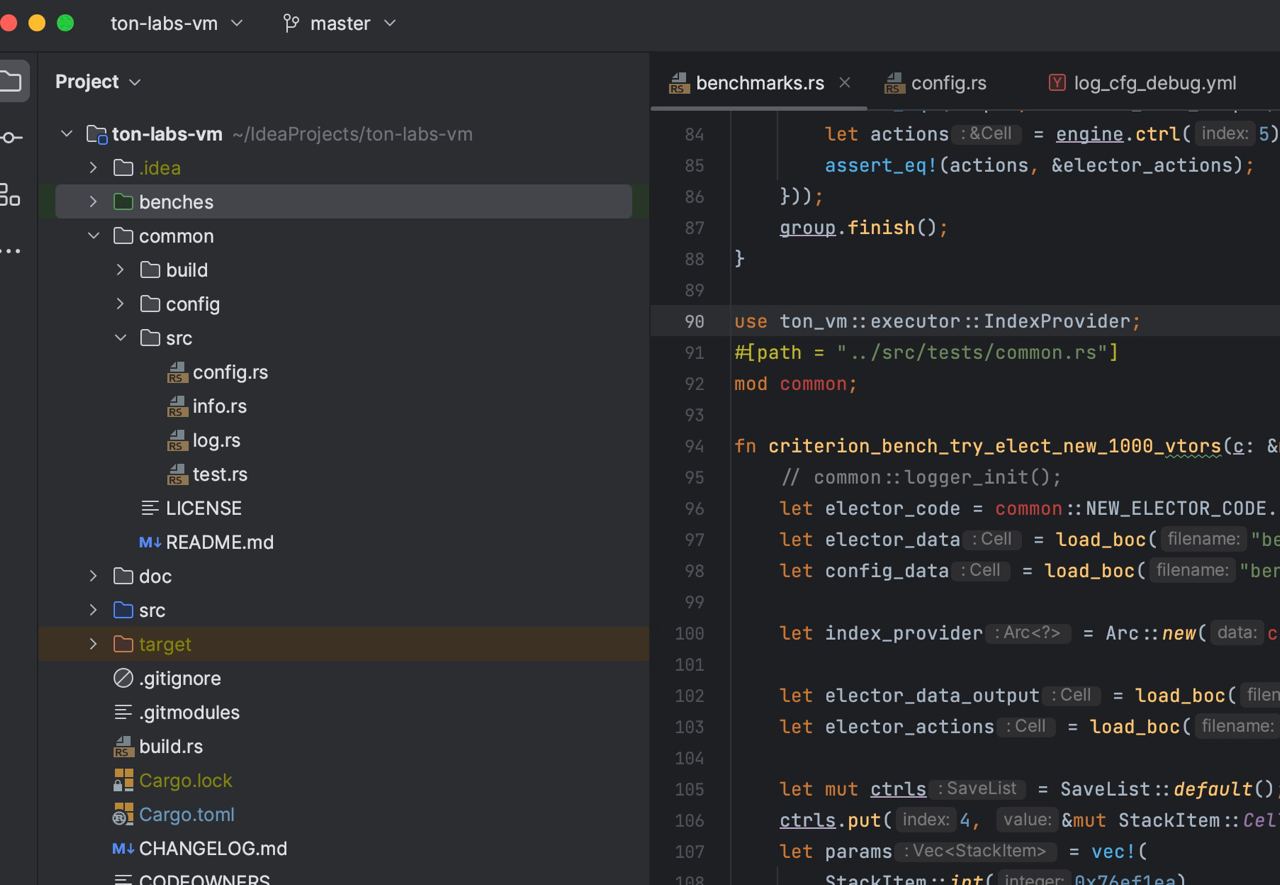 ton-labs-vm
master
Project
ton-labs-vm ~/IdeaProjects/ton-labs-vm
.idea
benches
common
build
config
src
config.rs
info.rs
log.rs
test.rs
LICENSE
README.md
doc
src
target
.gitignore
.gitmodules
build.rs
Cargo.lock
Cargo.toml
CHANGELOG.md
CODEOWNERS
benchmarks.rs
config.rs
log_cfg_debug.yml
84 let actions : &Cell = engine.ctrl( index: 5)
85 assert_eq!(actions, &elector_actions);
86 }));
87 group.finish();
88 }
89
90 use ton_vm::executor::IndexProvider;
91 #[path = "../src/tests/common.rs"]
92 mod common;
93
94 fn criterion_bench_try_elect_new_1000_vtors(c: &
95 // common::logger_init();
96 let elector_code = common::NEW_ELECTOR_CODE.
97 let elector_data : Cell = load_boc( filename: "be
98 let config_data : Cell = load_boc( filename: "ben
99
100 let index_provider : Arc<?> = Arc::new( data: c
101
102 let elector_data_output : Cell = load_boc( filen
103 let elector_actions : Cell = load_boc( filename:
104
105 let mut ctrls : SaveList = SaveList::default();
106 ctrls.put( index: 4, value: &mut StackItem::Cel
107 let params : Vec<StackItem> = vec!(
108 StackItem::int( integer: 0x76ef1ea)